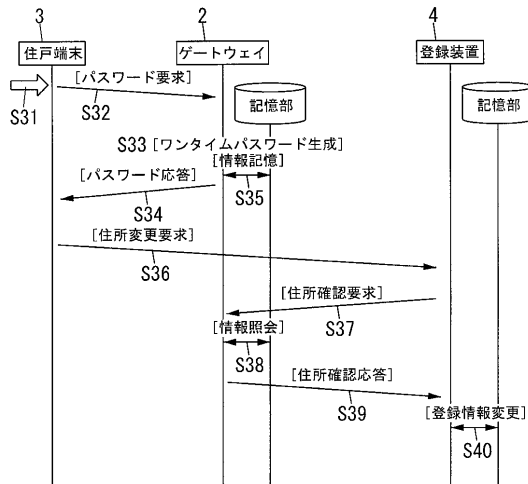 3
2
4
住戸端末
ゲートウェイ
登録装置
[パスワード要求]
S31
S32
記憶部
記憶部
S33 [ワンタイムパスワード生成]
[情報記憶]
[パスワード応答]
S35
S34
[住所変更要求]
S36
[住所確認要求]
S37
[情報照会]
S38
[住所確認応答]
S39
[登録情報変更]
S40